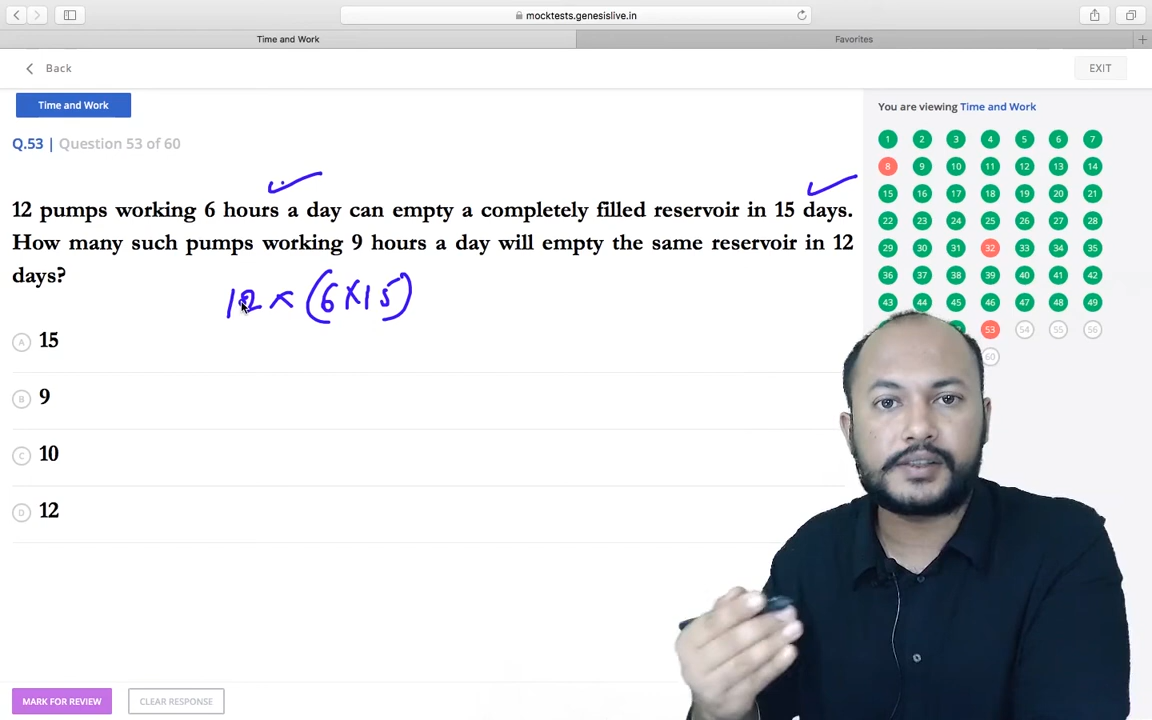 mocktests.genesislive.in
Time and Work
Favorites
Back
EXIT
Time and Work
You are viewing Time and Work
Q.53 | Question 53 of 60
1 2 3 4 5 6 7
8 9 10 11 12 13 14
15 16 17 18 19 20 21
22 23 24 25 26 27 28
29 30 31 32 33 34 35
36 37 38 39 40 41 42
43 44 45 46 47 48 49
53 54 55 56
60
12 pumps working 6 hours a day can empty a completely filled reservoir in 15 days.
How many such pumps working 9 hours a day will empty the same reservoir in 12
days?
12 × (6×15)
A 15
B 9
C 10
D 12
MARK FOR REVIEW
CLEAR RESPONSE